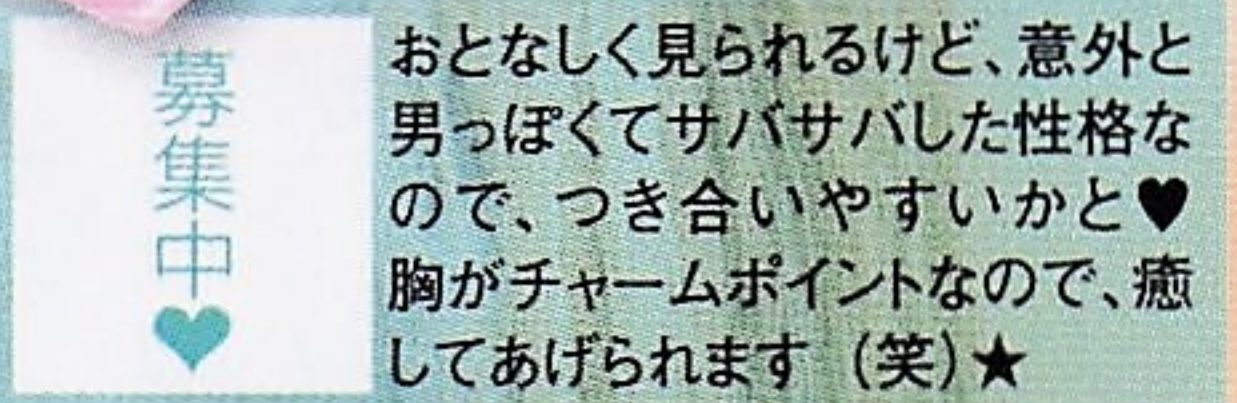 募集中♥
おとなしく見られるけど、意外と
男っぽくてサバサバした性格な
ので、つき合いやすいかと♥
胸がチャームポイントなので、癒
してあげられます（笑）★